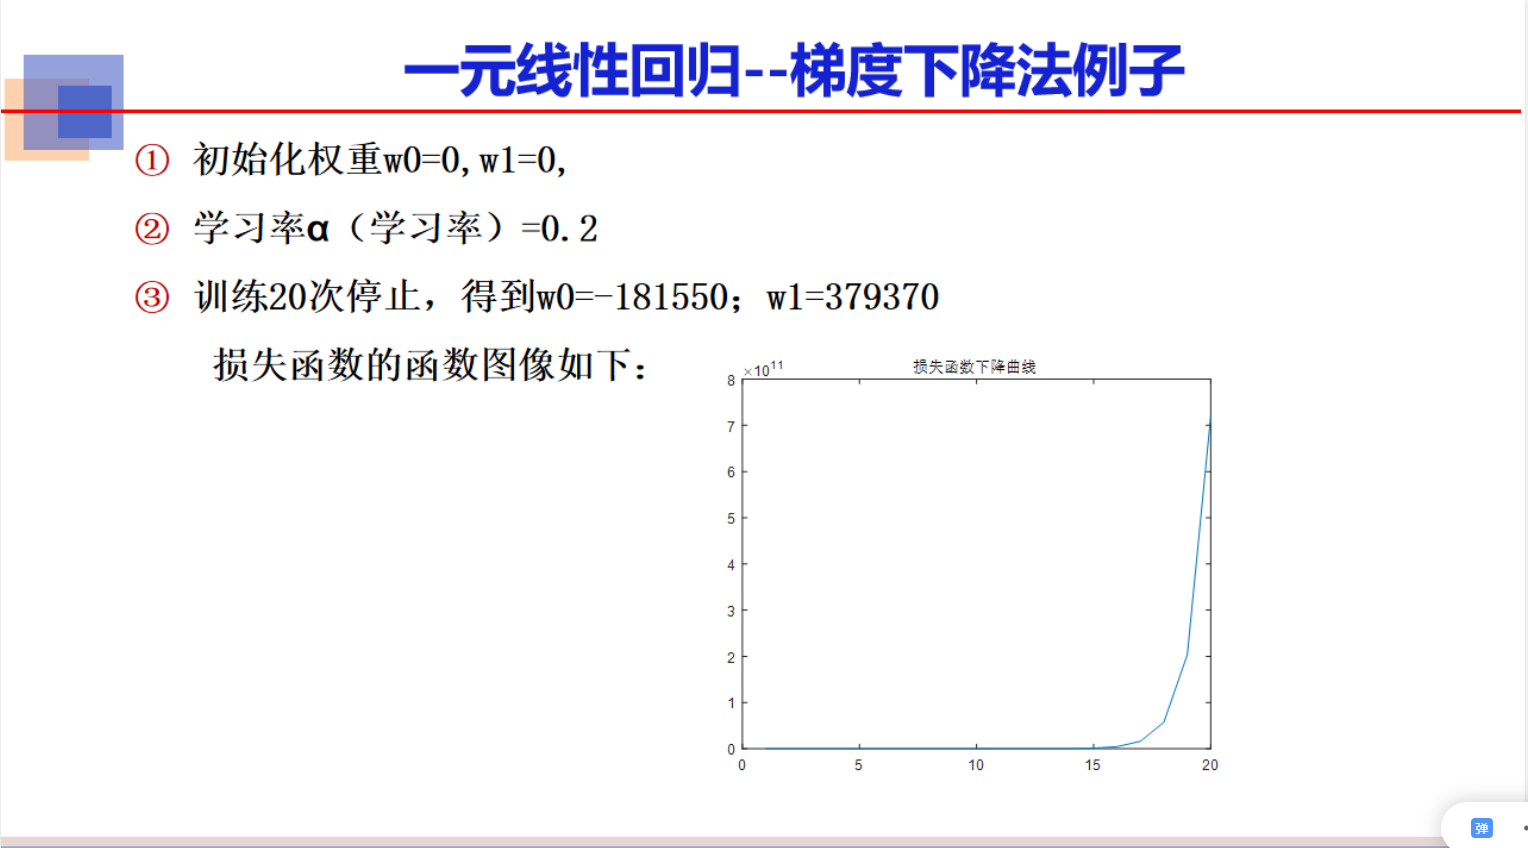 一元线性回归--梯度下降法例子
① 初始化权重w0=0,w1=0,
② 学习率α（学习率）=0.2
③ 训练20次停止，得到w0=-181550；w1=379370
损失函数的函数图像如下：
损失函数下降曲线
×10¹¹
8
7
6
5
4
3
2
1
0
0 5 10 15 20
弹